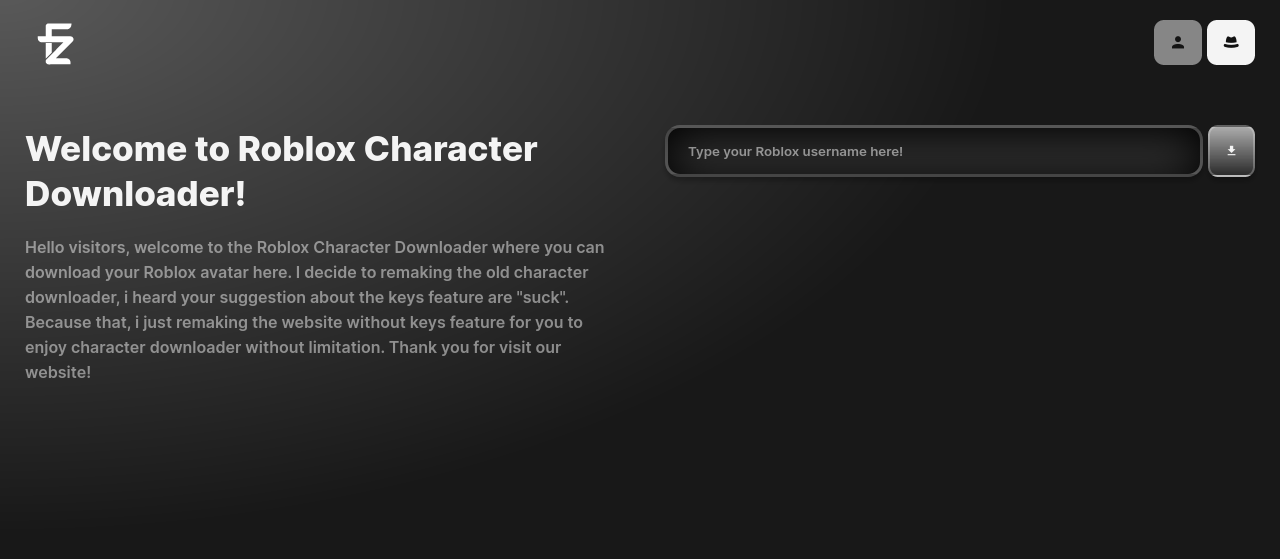 Welcome to Roblox Character
Downloader!
Hello visitors, welcome to the Roblox Character Downloader where you can
download your Roblox avatar here. I decide to remaking the old character
downloader, i heard your suggestion about the keys feature are "suck".
Because that, i just remaking the website without keys feature for you to
enjoy character downloader without limitation. Thank you for visit our
website!
Type your Roblox username here!